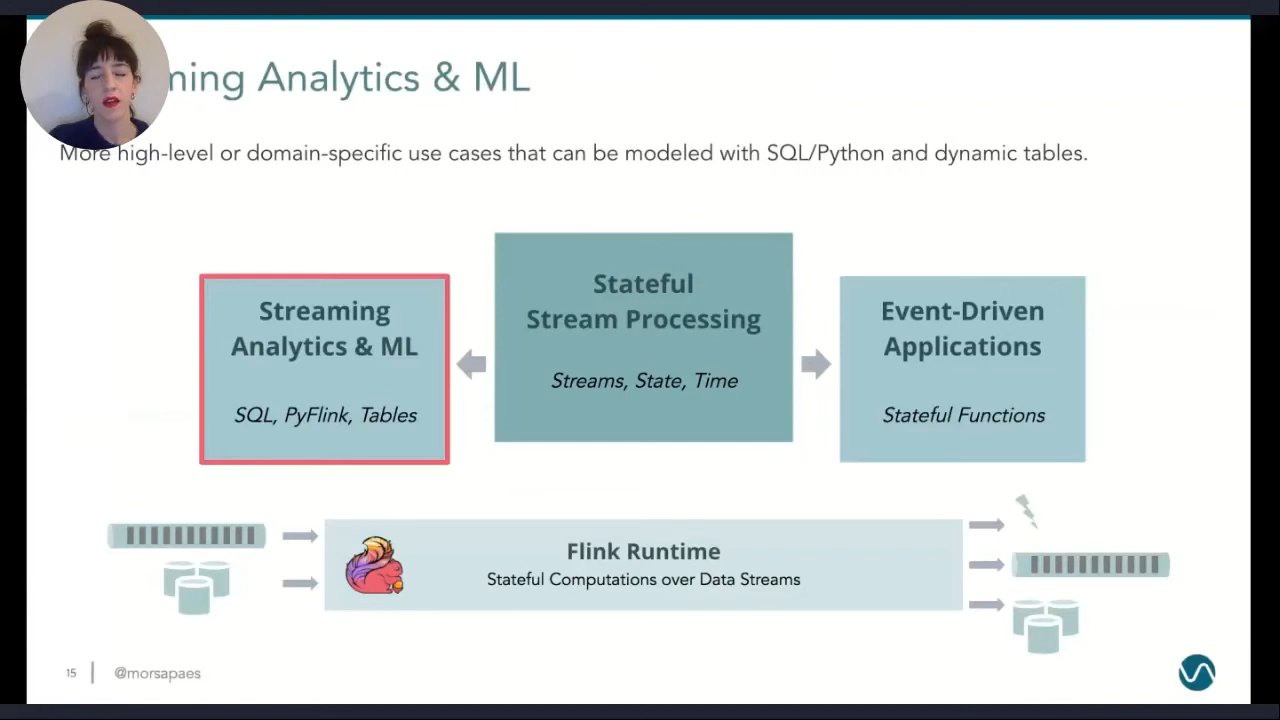 ming Analytics & ML
More high-level or domain-specific use cases that can be modeled with SQL/Python and dynamic tables.
Streaming
Analytics & ML
SQL, PyFlink, Tables
Stateful
Stream Processing
Streams, State, Time
Event-Driven
Applications
Stateful Functions
Flink Runtime
Stateful Computations over Data Streams
15
@morsapaes